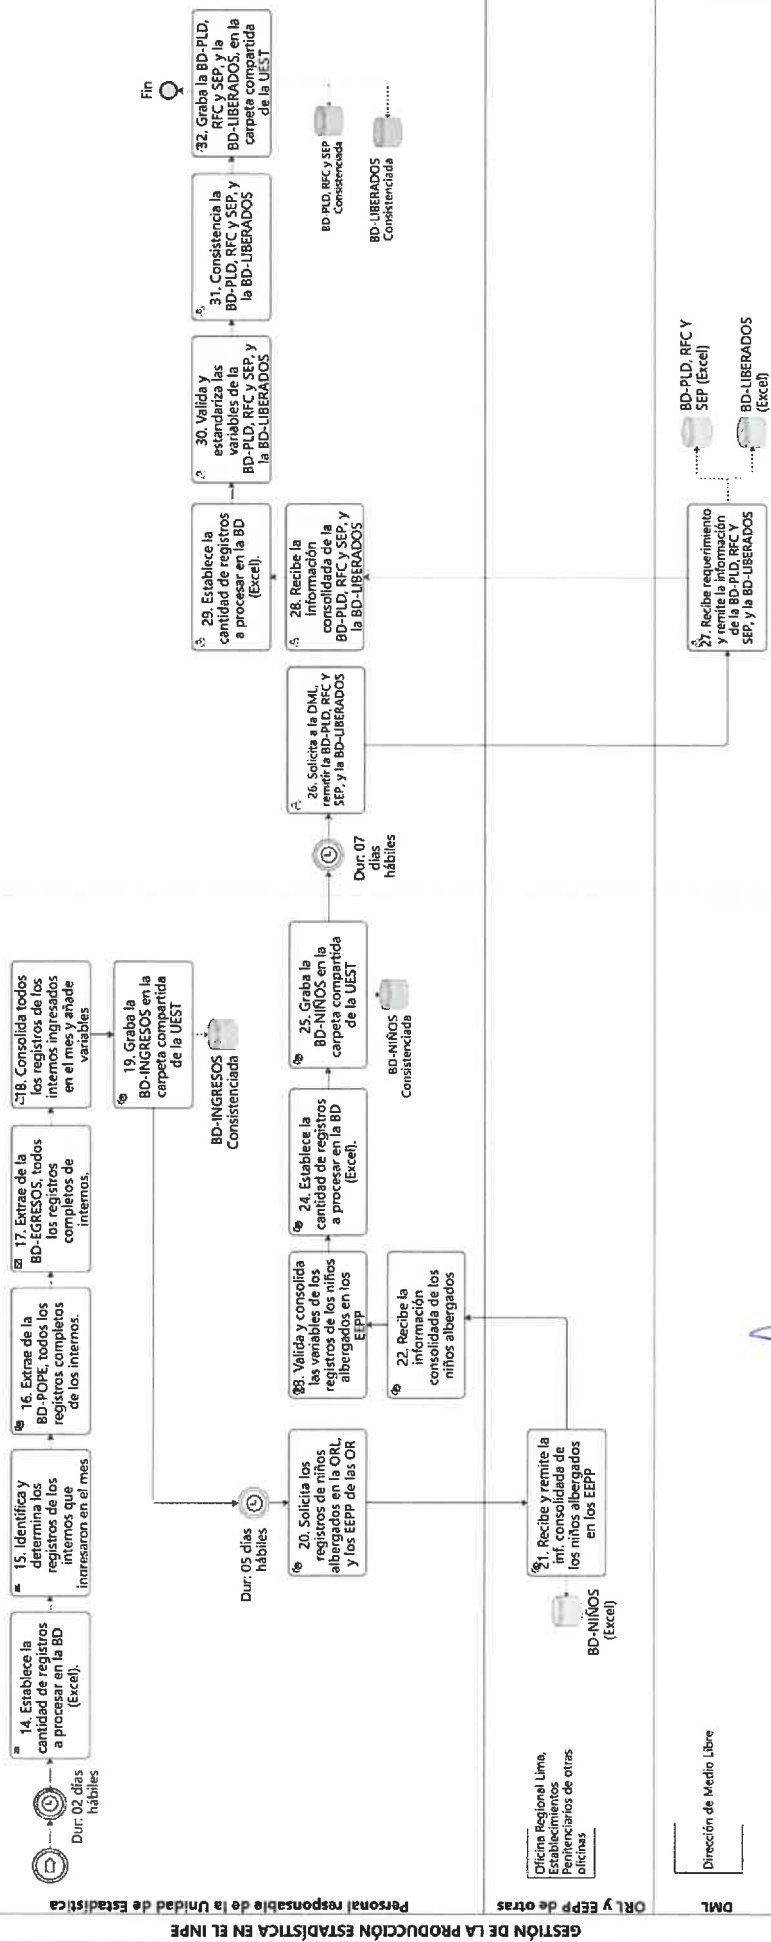 GESTIÓN DE LA PRODUCCIÓN ESTADÍSTICA EN EL INPE
Personal responsable de la Unidad de Estadística
Dur: 02 días
hábiles
14. Establece la
cantidad de registros
a procesar en la BD
(Excel).
15. Identifica y
determina los
registros de los
internos que
ingresaron en el mes
16. Extrae de la
BD-POPE, todos los
registros completos
de los internos.
17. Extrae de la
BD-EGRESOS, todos
los registros
completos de
internos.
18. Consolida todos
los registros de los
internos ingresados
en el mes y añade
variables
19. Graba la
BD-INGRESOS en la
carpeta compartida
de la UEST
BD-INGRESOS
Consistenciada
Dur: 05 días
hábiles
20. Solicita los
registros de niños
albergados en la ORL,
y los EEPP de las OR
ORL y EEPP de otras
Oficina Regional Lima,
Establecimientos
Penitenciarios de otras
oficinas
21. Recibe y remite la
inf. consolidada de
los niños albergados
en los EEPP
BD-NIÑOS
(Excel)
22. Recibe la
información
consolidada de los
niños albergados
23. Valida y consolida
las variables de los
registros de los niños
albergados en los
EEPP
24. Establece la
cantidad de registros
a procesar en la BD
(Excel).
25. Graba la
BD-NIÑOS en la
carpeta compartida
de la UEST
BD-NIÑOS
Consistenciada
Dur: 07
días
hábiles
26. Solicita a la DML,
remitir la BD-PLD, RFC Y
SEP, y la BD-LIBERADOS
DML
Dirección de Medio Libre
27. Recibe requerimiento
y remite la información
de la BD-PLD, RFC Y
SEP, y la BD-LIBERADOS
BD-PLD, RFC Y
SEP (Excel)
BD-LIBERADOS
(Excel)
28. Recibe la
información
consolidada de la
BD-PLD, RFC y SEP, y
la BD-LIBERADOS
29. Establece la
cantidad de registros
a procesar en la BD
(Excel).
30. Valida y
estandariza las
variables de la
BD-PLD, RFC y SEP, y
la BD-LIBERADOS
31. Consistencia la
BD-PLD, RFC y SEP, y
la BD-LIBERADOS
32. Graba la BD-PLD,
RFC y SEP, y la
BD-LIBERADOS, en la
carpeta compartida
de la UEST
Fin
BD-PLD, RFC y SEP
Consistenciada
BD-LIBERADOS
Consistenciada